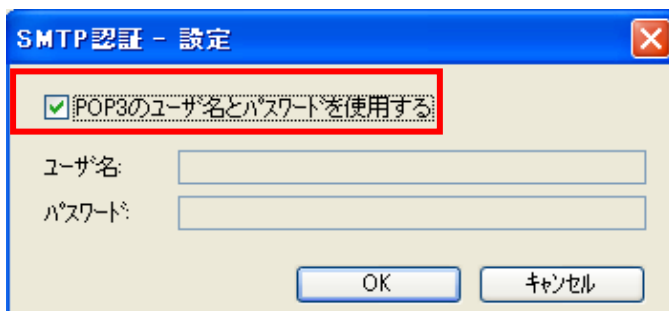 SMTP認証 - 設定
POP3のユーザ名とパスワードを使用する
ユーザ名:
パスワード:
OK
キャンセル